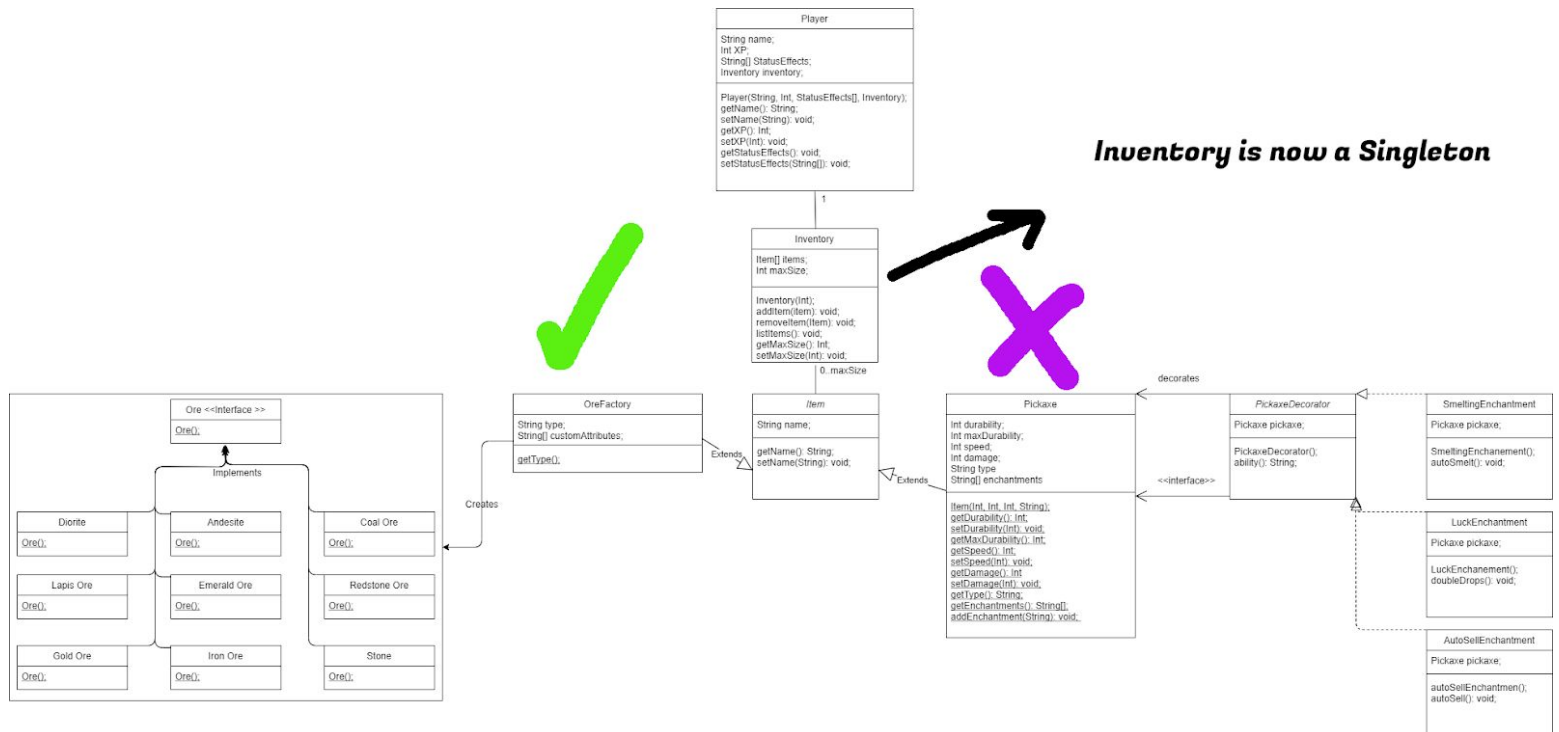 Player
String name;
Int XP;
String[] StatusEffects;
Inventory inventory;
Player(String, Int, StatusEffects[], Inventory);
getName(): String;
setName(String): void;
getXP(): Int;
setXP(Int): void;
getStatusEffects(): void;
setStatusEffects(String[]): void;
Inventory is now a Singleton
1
Inventory
Item[] items;
Int maxSize;
Inventory(Int);
addItem(item): void;
removeItem(Item): void;
listItems(): void;
getMaxSize(): Int;
setMaxSize(Int): void;
0..maxSize
Ore <<Interface >>
Ore();
Implements
Diorite
Ore();
Andesite
Ore();
Coal Ore
Ore();
Lapis Ore
Ore();
Emerald Ore
Ore();
Redstone Ore
Ore();
Gold Ore
Ore();
Iron Ore
Ore();
Stone
Ore();
Creates
OreFactory
String type;
String[] customAttributes;
getType();
Extends
Item
String name;
getName(): String;
setName(String): void;
Extends
Pickaxe
Int durability;
Int maxDurability;
Int speed;
Int damage;
String type
String[] enchantments
Item(Int, Int, Int, String);
getDurability(): Int;
setDurability(Int): void;
getMaxDurability(): Int;
getSpeed(): Int;
setSpeed(Int): void;
getDamage(): Int
setDamage(Int): void;
getType(): String;
getEnchantments(): String[];
addEnchantment(String): void;
decorates
<<interface>>
PickaxeDecorator
Pickaxe pickaxe;
PickaxeDecorator();
ability(): String;
SmeltingEnchantment
Pickaxe pickaxe;
SmeltingEnchanement();
autoSmelt(): void;
LuckEnchantment
Pickaxe pickaxe;
LuckEnchanement();
doubleDrops(): void;
AutoSellEnchantment
Pickaxe pickaxe;
autoSellEnchantmen();
autoSell(): void;